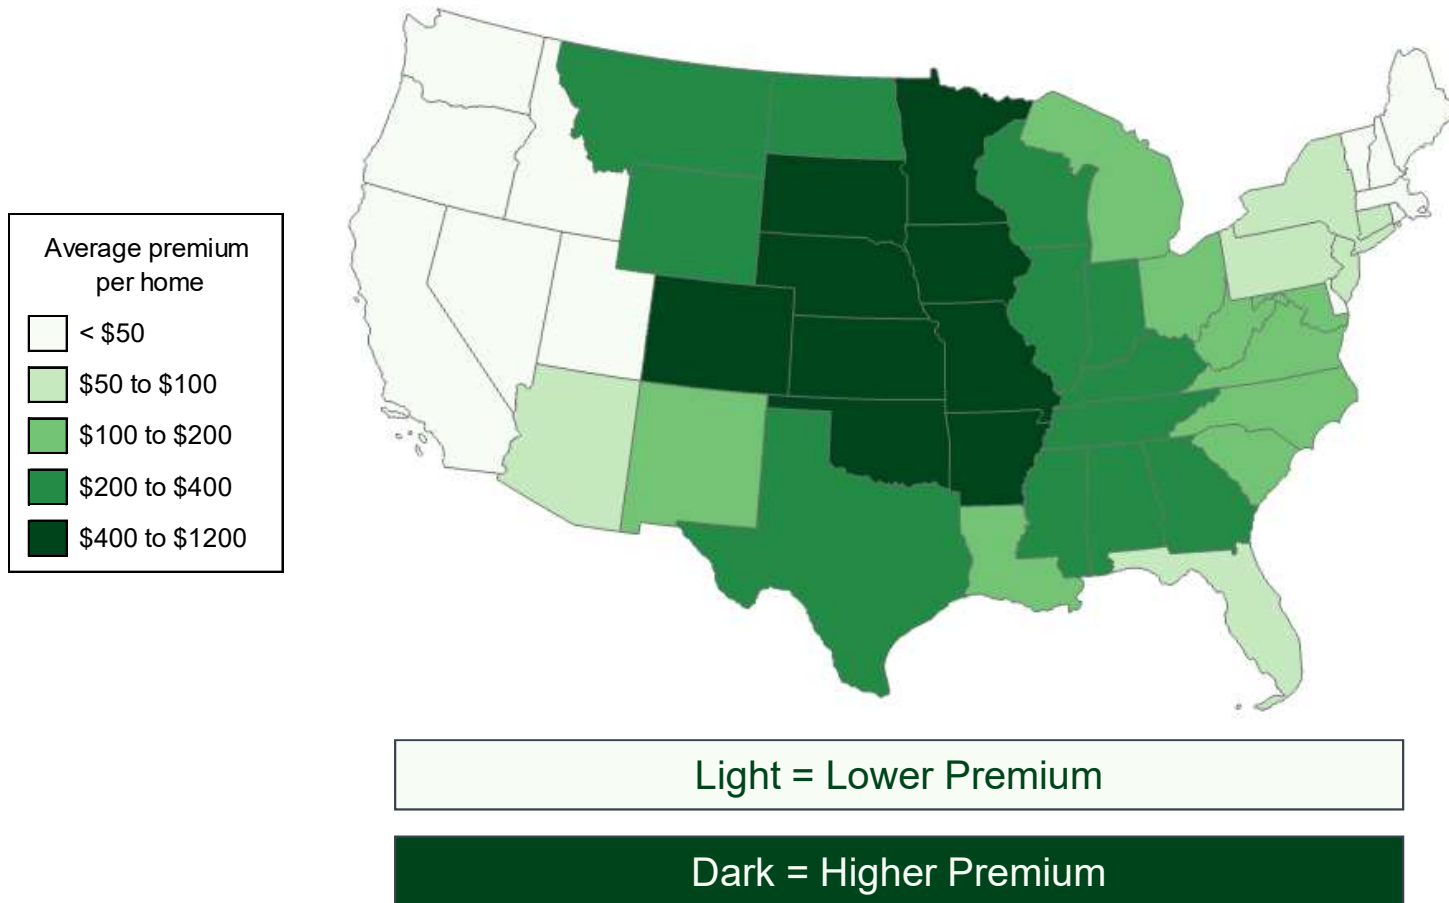 Average premium
per home
< $50
$50 to $100
$100 to $200
$200 to $400
$400 to $1200
Light = Lower Premium
Dark = Higher Premium